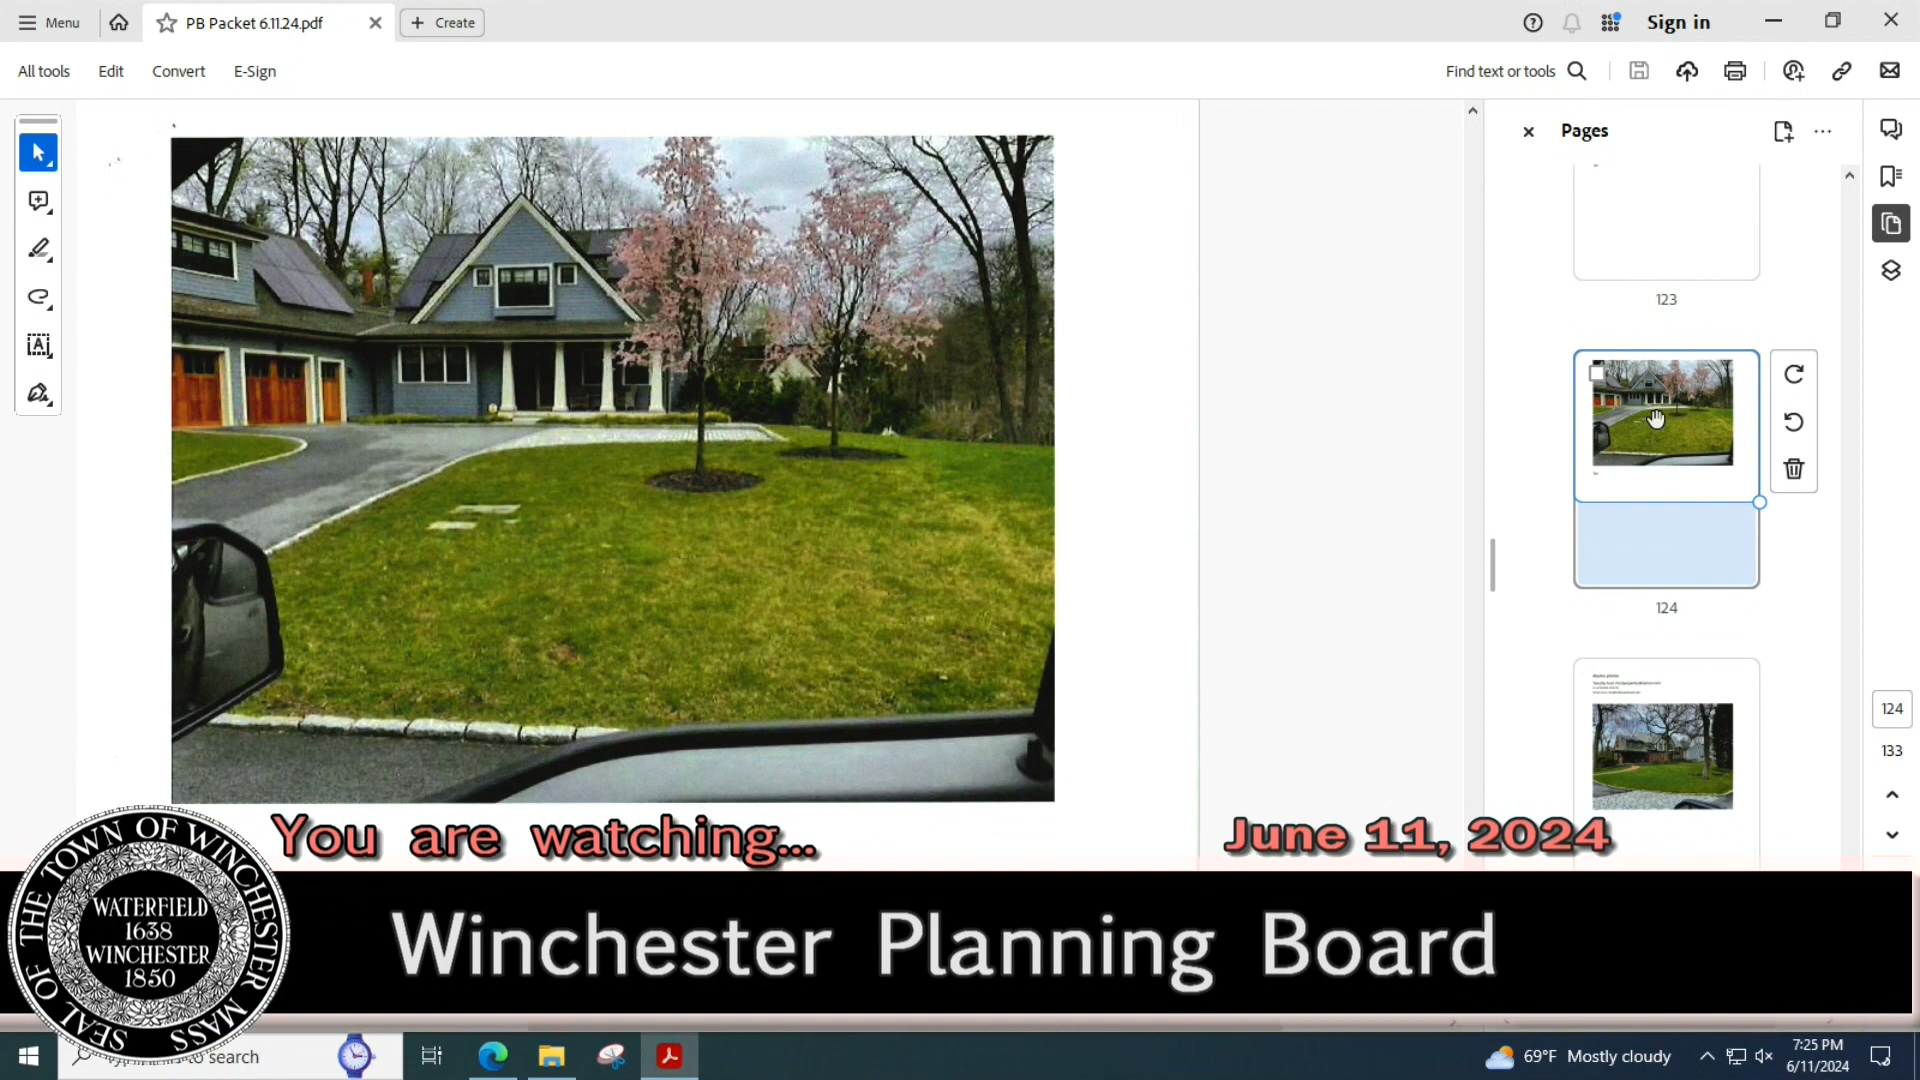 Menu
PB Packet 6.11.24.pdf
Create
Sign in
All tools
Edit
Convert
E-Sign
Find text or tools
Pages
123
124
124
133
You are watching...
June 11, 2024
THE TOWN OF WINCHESTER
WATERFIELD
1638
WINCHESTER
1850
SEAL OF
MASS
Winchester Planning Board
to search
69°F Mostly cloudy
7:25 PM
6/11/2024